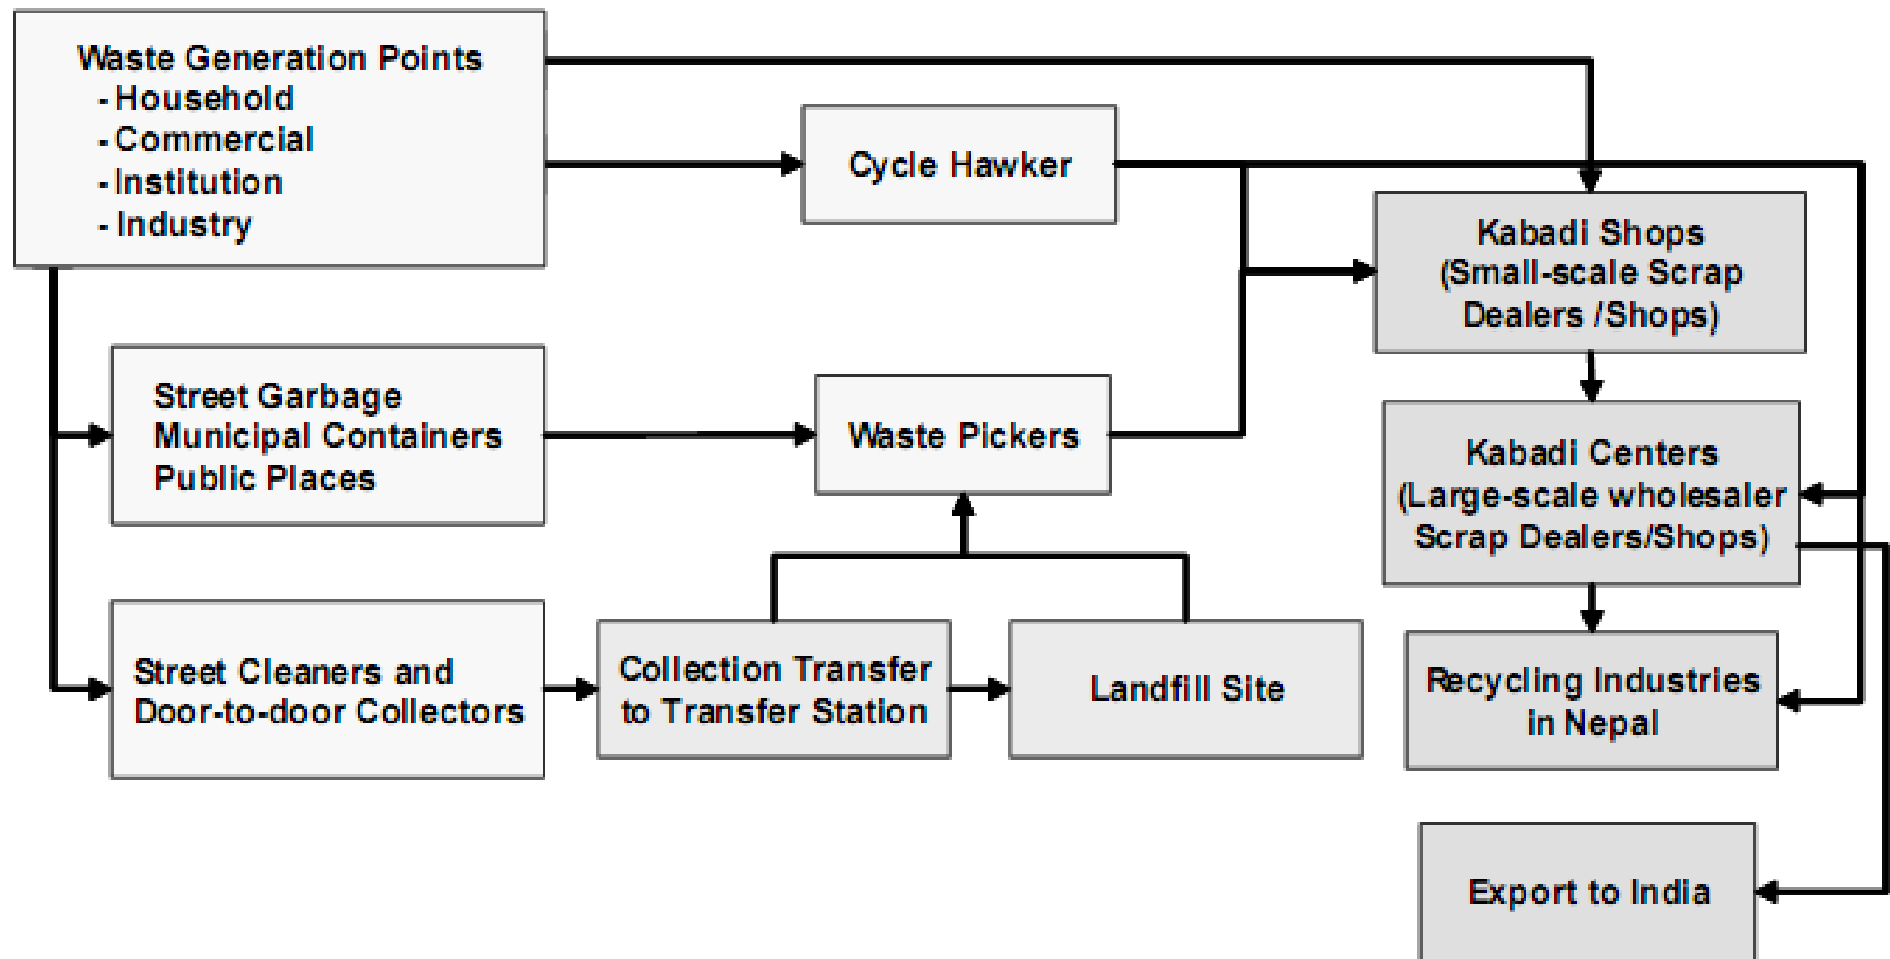 Waste Generation Points
- Household
- Commercial
- Institution
- Industry
Cycle Hawker
Kabadi Shops
(Small-scale Scrap
Dealers /Shops)
Street Garbage
Municipal Containers
Public Places
Waste Pickers
Kabadi Centers
(Large-scale wholesaler
Scrap Dealers/Shops)
Street Cleaners and
Door-to-door Collectors
Collection Transfer
to Transfer Station
Landfill Site
Recycling Industries
in Nepal
Export to India